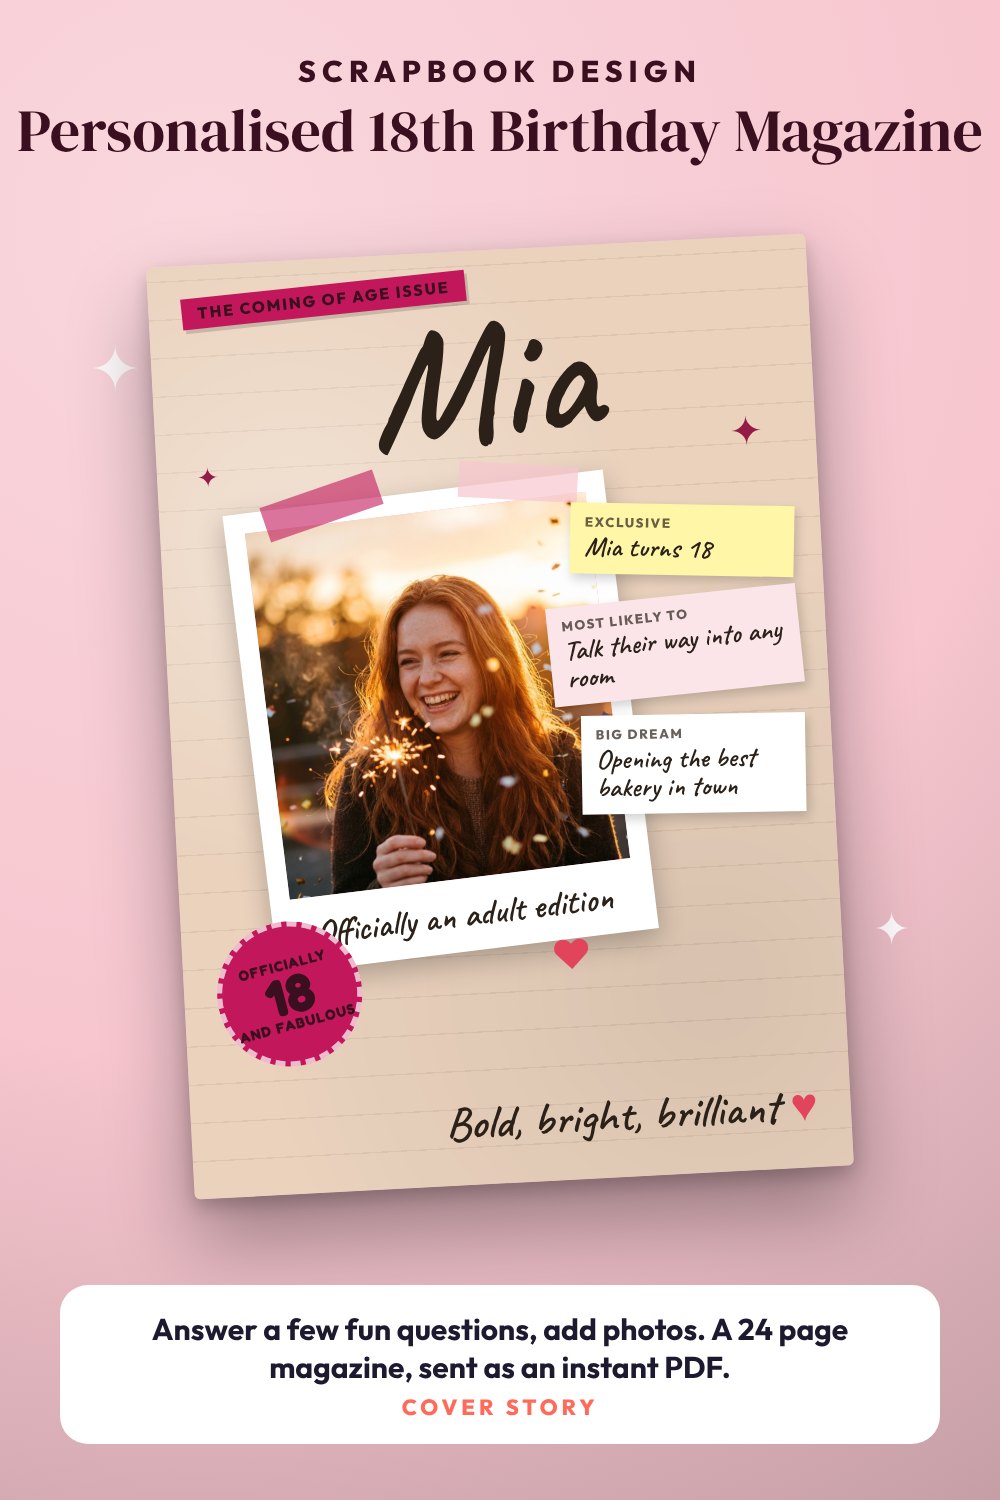 SCRAPBOOK DESIGN
Personalised 18th Birthday Magazine
THE COMING OF AGE ISSUE
Mia
EXCLUSIVE
Mia turns 18
MOST LIKELY TO
Talk their way into any
room
BIG DREAM
Opening the best
bakery in town
Officially an adult edition
OFFICIALLY
18
AND FABULOUS
Bold, bright, brilliant ♥
Answer a few fun questions, add photos. A 24 page
magazine, sent as an instant PDF.
COVER STORY